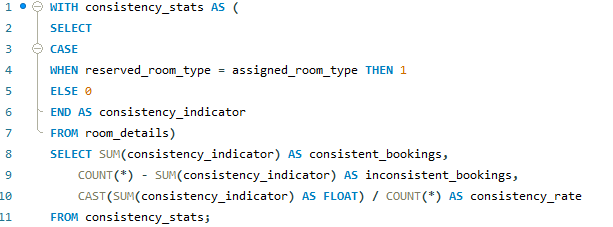 1 WITH consistency_stats AS (
2 SELECT
3 CASE
4 WHEN reserved_room_type = assigned_room_type THEN 1
5 ELSE 0
6 END AS consistency_indicator
7 FROM room_details)
8 SELECT SUM(consistency_indicator) AS consistent_bookings,
9 COUNT(*) - SUM(consistency_indicator) AS inconsistent_bookings,
10 CAST(SUM(consistency_indicator) AS FLOAT) / COUNT(*) AS consistency_rate
11 FROM consistency_stats;